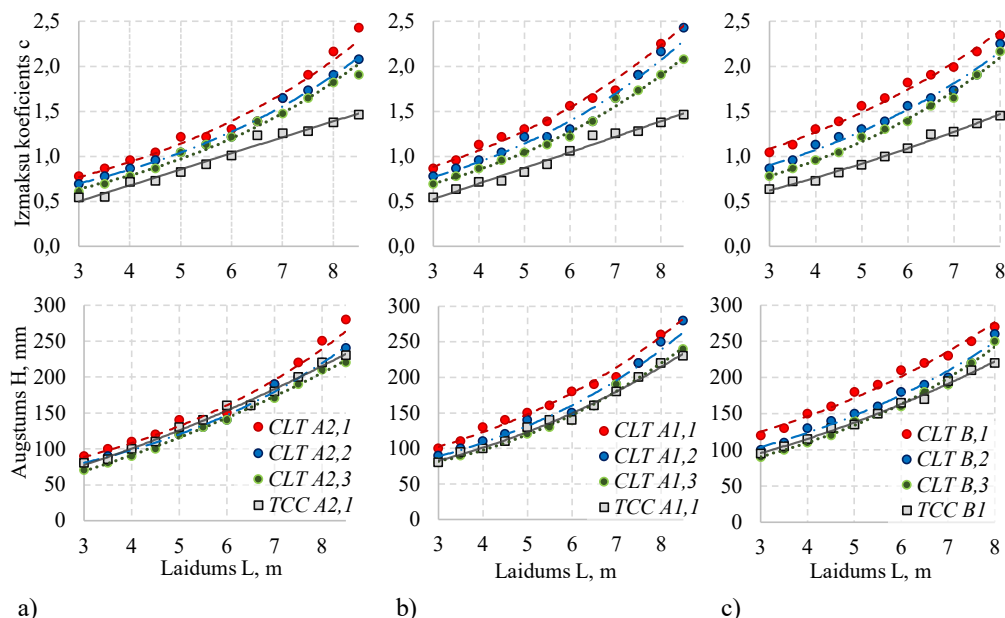 Izmaksu koeficients c
2,5
2,0
1,5
1,0
0,5
0,0
3 4 5 6 7 8
2,5
2,0
1,5
1,0
0,5
0,0
3 4 5 6 7 8
2,5
2,0
1,5
1,0
0,5
0,0
3 4 5 6 7 8
Augstums H, mm
300
250
200
150
100
50
0
CLT A2,1
CLT A2,2
CLT A2,3
TCC A2,1
3 4 5 6 7 8
Laidums L, m
300
250
200
150
100
50
0
CLT A1,1
CLT A1,2
CLT A1,3
TCC A1,1
3 4 5 6 7 8
Laidums L, m
300
250
200
150
100
50
0
CLT B,1
CLT B,2
CLT B,3
TCC B1
3 4 5 6 7 8
Laidums L, m
a) b) c)